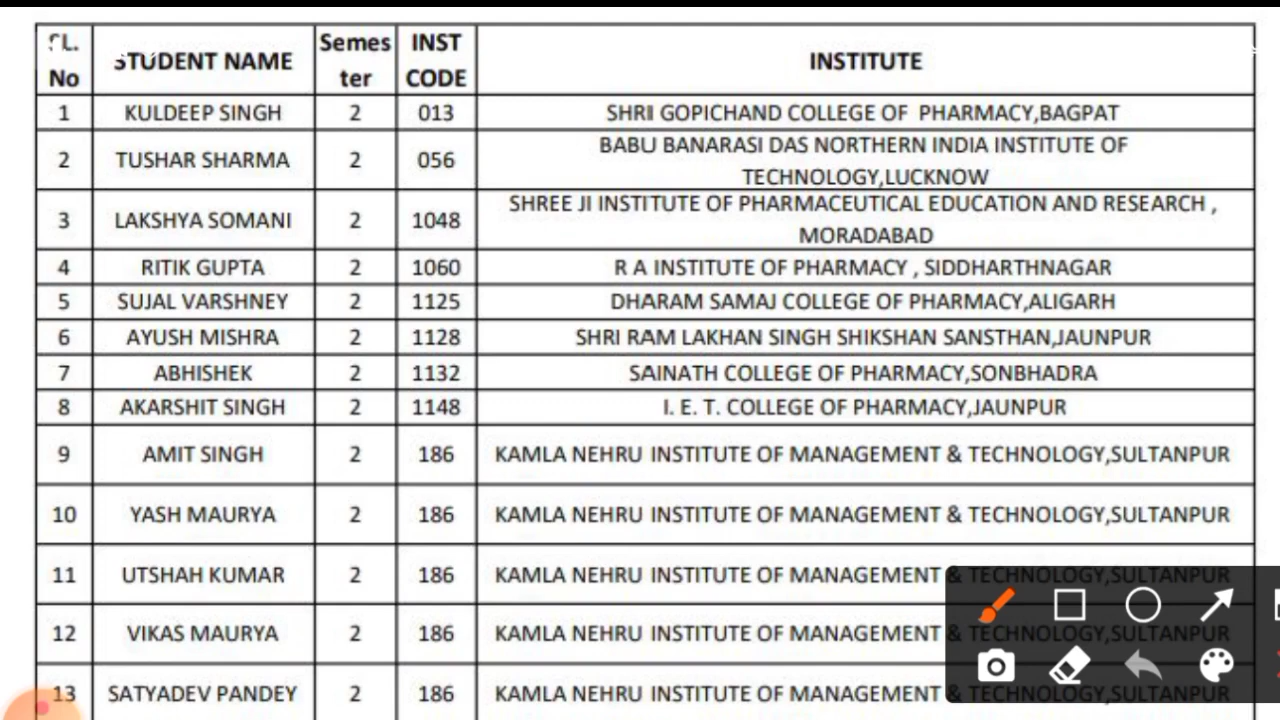 SL. No STUDENT NAME Semester INST CODE INSTITUTE
1 KULDEEP SINGH 2 013 SHRI GOPICHAND COLLEGE OF PHARMACY,BAGPAT
2 TUSHAR SHARMA 2 056 BABU BANARASI DAS NORTHERN INDIA INSTITUTE OF
TECHNOLOGY,LUCKNOW
3 LAKSHYA SOMANI 2 1048 SHREE JI INSTITUTE OF PHARMACEUTICAL EDUCATION AND RESEARCH ,
MORADABAD
4 RITIK GUPTA 2 1060 R A INSTITUTE OF PHARMACY , SIDDHARTHNAGAR
5 SUJAL VARSHNEY 2 1125 DHARAM SAMAJ COLLEGE OF PHARMACY,ALIGARH
6 AYUSH MISHRA 2 1128 SHRI RAM LAKHAN SINGH SHIKSHAN SANSTHAN,JAUNPUR
7 ABHISHEK 2 1132 SAINATH COLLEGE OF PHARMACY,SONBHADRA
8 AKARSHIT SINGH 2 1148 I. E. T. COLLEGE OF PHARMACY,JAUNPUR
9 AMIT SINGH 2 186 KAMLA NEHRU INSTITUTE OF MANAGEMENT & TECHNOLOGY,SULTANPUR
10 YASH MAURYA 2 186 KAMLA NEHRU INSTITUTE OF MANAGEMENT & TECHNOLOGY,SULTANPUR
11 UTSHAH KUMAR 2 186 KAMLA NEHRU INSTITUTE OF MANAGEMENT & TECHNOLOGY,SULTANPUR
12 VIKAS MAURYA 2 186 KAMLA NEHRU INSTITUTE OF MANAGEMENT & TECHNOLOGY,SULTANPUR
13 SATYADEV PANDEY 2 186 KAMLA NEHRU INSTITUTE OF MANAGEMENT & TECHNOLOGY,SULTANPUR